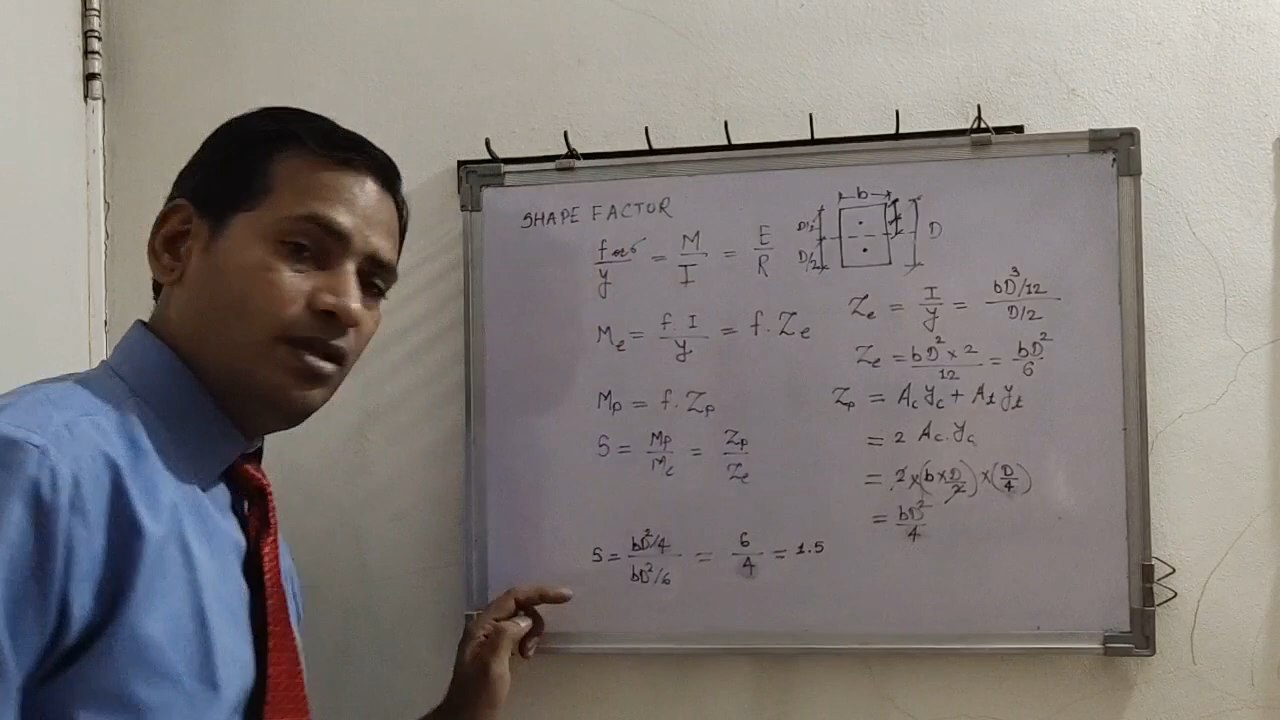 SHAPE FACTOR
f or σ / y = M / I = E / R
Me = f. I / y = f. Ze
Mp = f. Zp
S = Mp / Me = Zp / Ze
S = bD²/4 / bD²/6 = 6 / 4 = 1.5
b
D/2
D/2
D
Ze = I / y = bD³/12 / D/2
Ze = bD² × 2 / 12 = bD² / 6
Zp = Ac yc + At yt
= 2 Ac. yc
= 2 × (b × D/2) × (D/4)
= bD² / 4